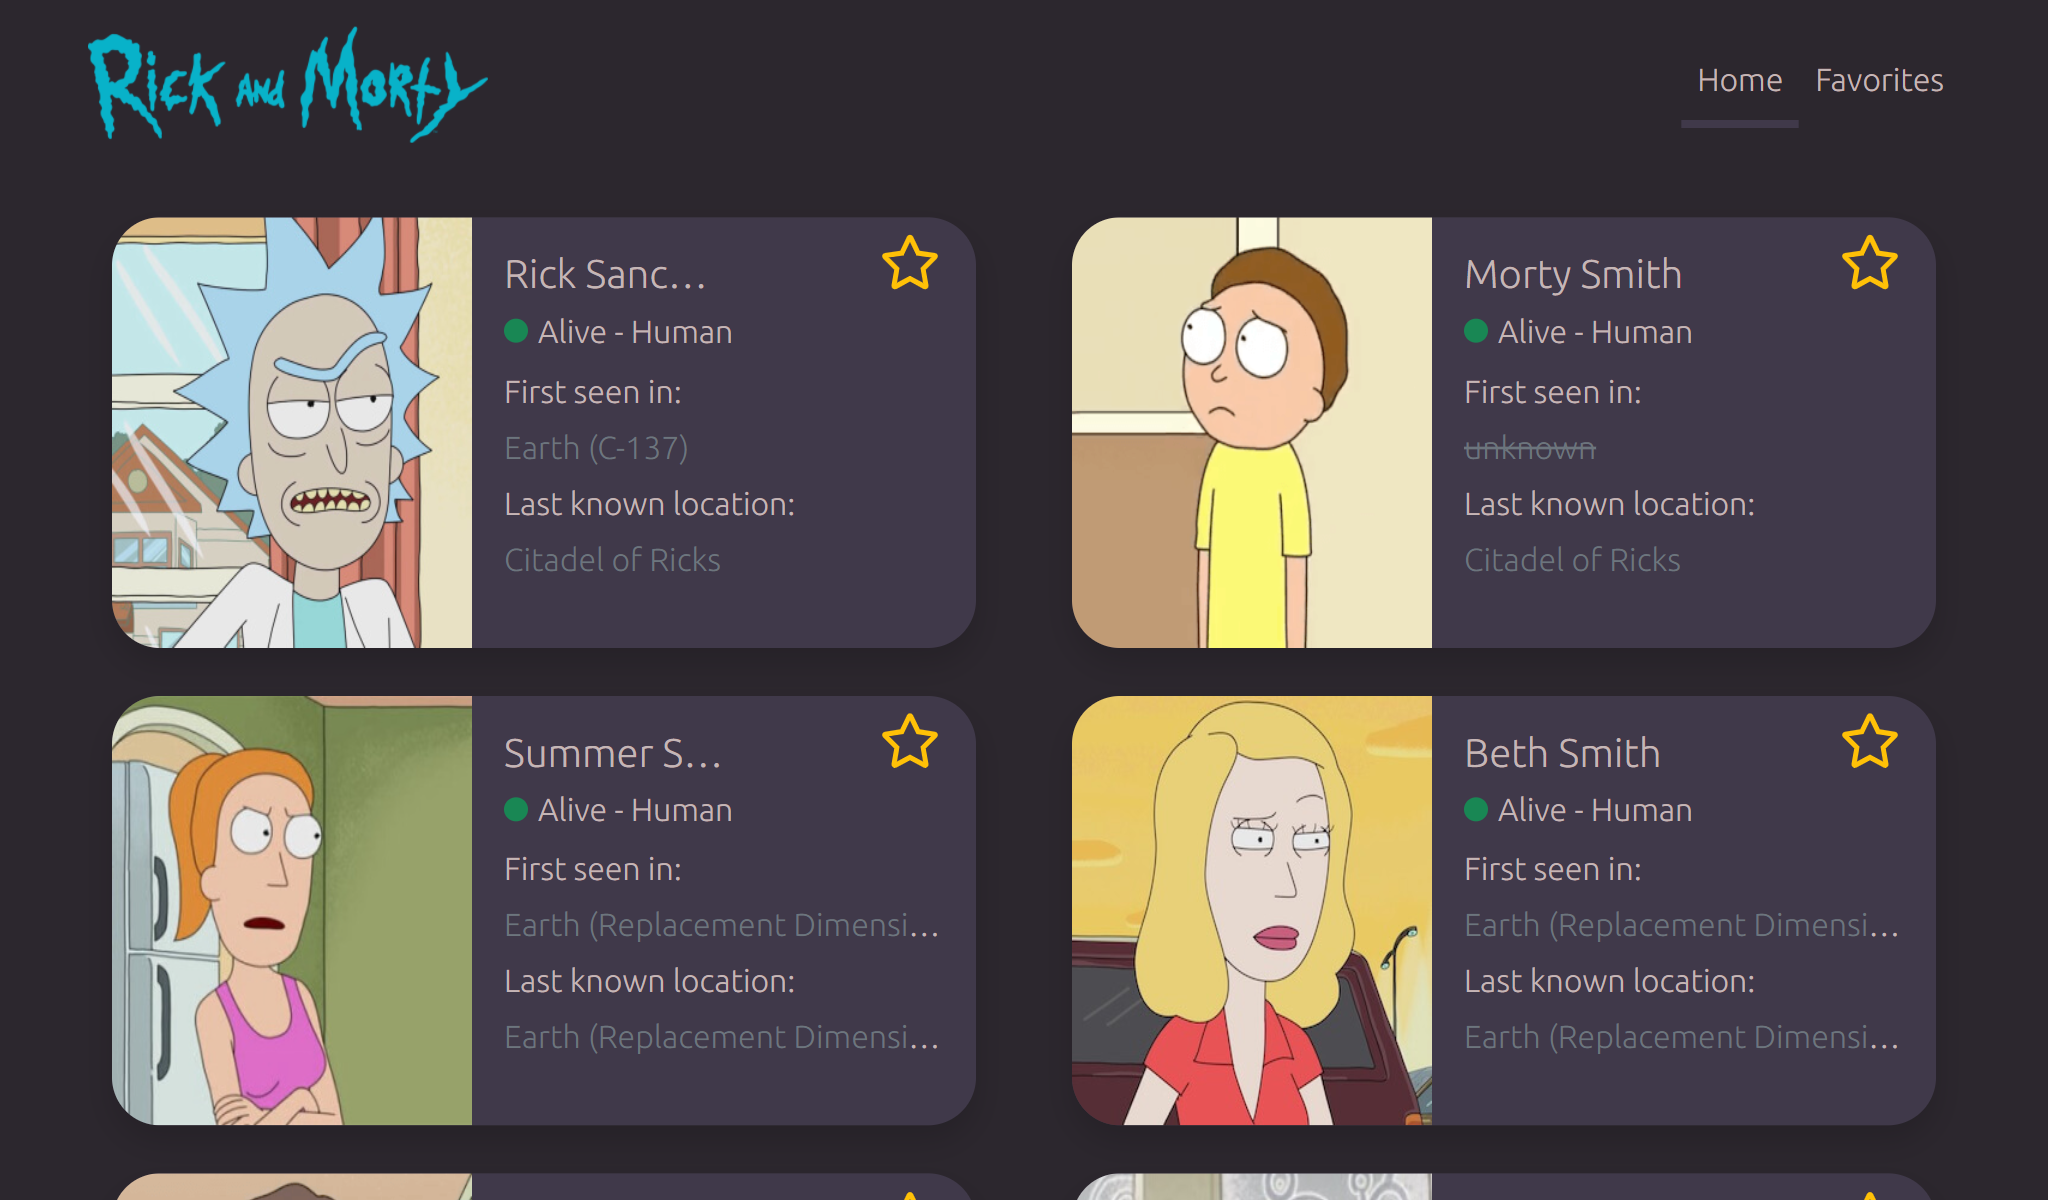 Rick and Morty
Home Favorites
Rick Sanc...
Alive - Human
First seen in:
Earth (C-137)
Last known location:
Citadel of Ricks
Morty Smith
Alive - Human
First seen in:
unknown
Last known location:
Citadel of Ricks
Summer S...
Alive - Human
First seen in:
Earth (Replacement Dimensi...
Last known location:
Earth (Replacement Dimensi...
Beth Smith
Alive - Human
First seen in:
Earth (Replacement Dimensi...
Last known location:
Earth (Replacement Dimensi...